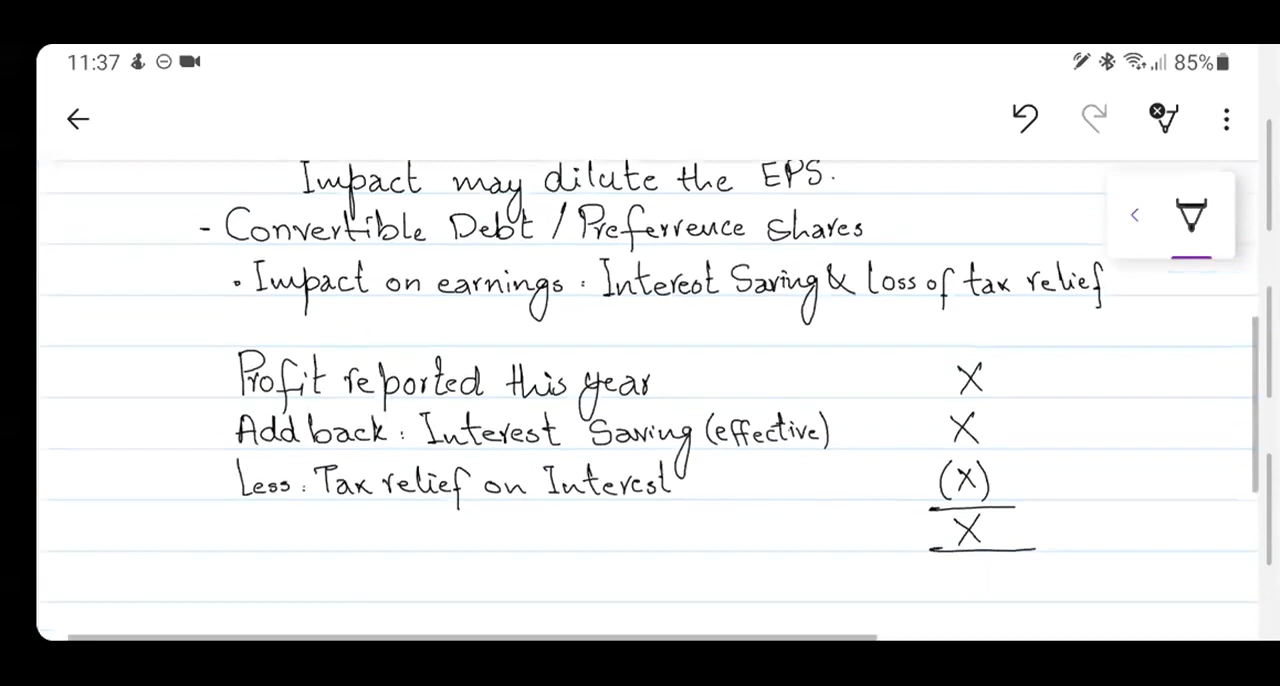 11:37
85%
Impact may dilute the EPS.
- Convertible Debt / Preferrence shares
• Impact on earnings : Interest Saving & loss of tax relief
Profit reported this year X
Add back : Interest Saving (effective) X
Less : Tax relief on Interest (X)
X